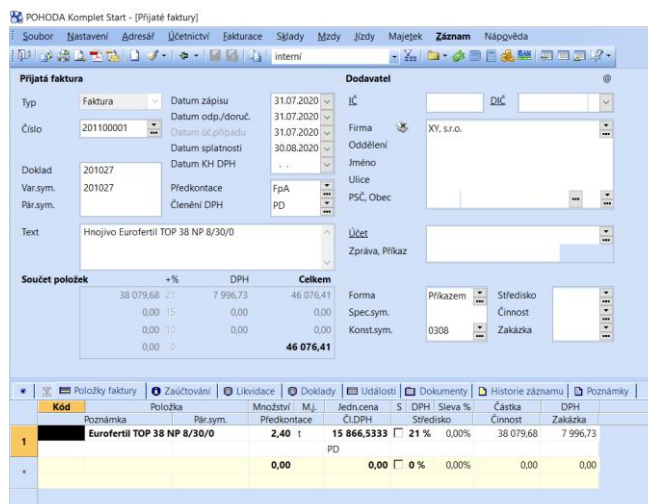 POHODA Komplet Start - [Přijaté faktury]
Soubor Nastavení Adresář Účetnictví Fakturace Sklady Mzdy Jízdy Majetek Záznam Nápověda
interní
Přijatá faktura Dodavatel @
Typ Faktura Datum zápisu 31.07.2020 IČ DIČ
Datum odp./doruč. 31.07.2020
Číslo 201100001 Datum úč.případu 31.07.2020 Firma XY, s.r.o.
Datum splatnosti 30.08.2020 Oddělení
Doklad 201027 Datum KH DPH . . Jméno
Ulice
Var.sym. 201027 Předkontace FpA PSČ, Obec
Pár.sym. Členění DPH PD
Text Hnojivo Eurofertil TOP 38 NP 8/30/0 Účet
Zpráva, Příkaz
Součet položek +% DPH Celkem
38 079,68 21 7 996,73 46 076,41 Forma Příkazem Středisko
0,00 15 0,00 0,00 Spec.sym. Činnost
0,00 10 0,00 0,00 Konst.sym. 0308 Zakázka
0,00 0 46 076,41
Položky faktury Zaúčtování Likvidace Doklady Události Dokumenty Historie záznamu Poznámky
Kód Položka Množství M.j. Jedn.cena S DPH Sleva % Částka DPH
Poznámka Pár.sym. Předkontace Čl.DPH Středisko Činnost Zakázka
1 Eurofertil TOP 38 NP 8/30/0 2,40 t 15 866,5333 21 % 0,00% 38 079,68 7 996,73
PD
* 0,00 0,00 0 % 0,00% 0,00 0,00